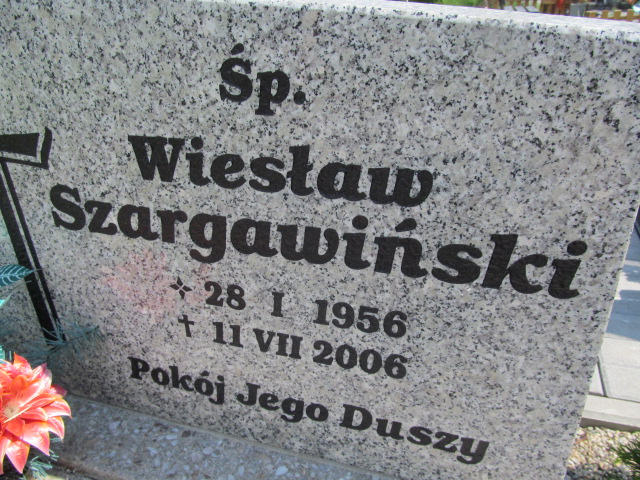 Śp.
Wiesław
Szargawiński
28 I 1956
† 11 VII 2006
Pokój Jego Duszy